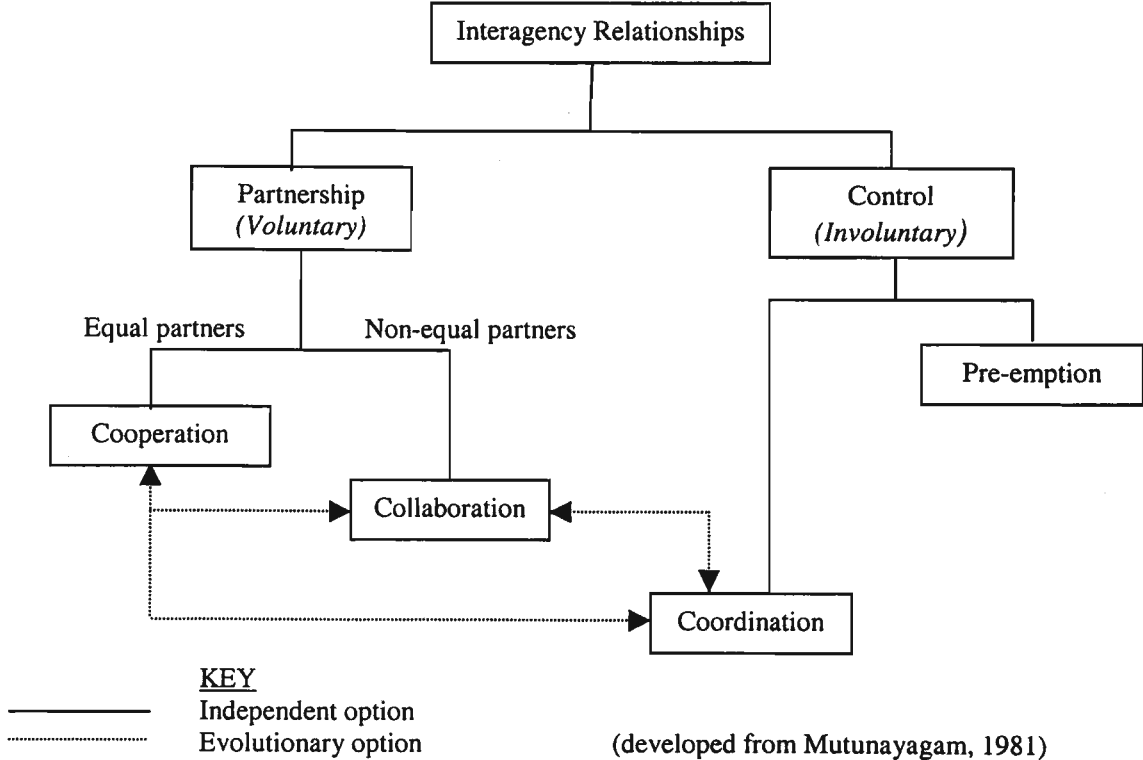 Interagency Relationships
Partnership
(Voluntary)
Control
(Involuntary)
Equal partners
Non-equal partners
Pre-emption
Cooperation
Collaboration
Coordination
KEY
Independent option
Evolutionary option
(developed from Mutunayagam, 1981)